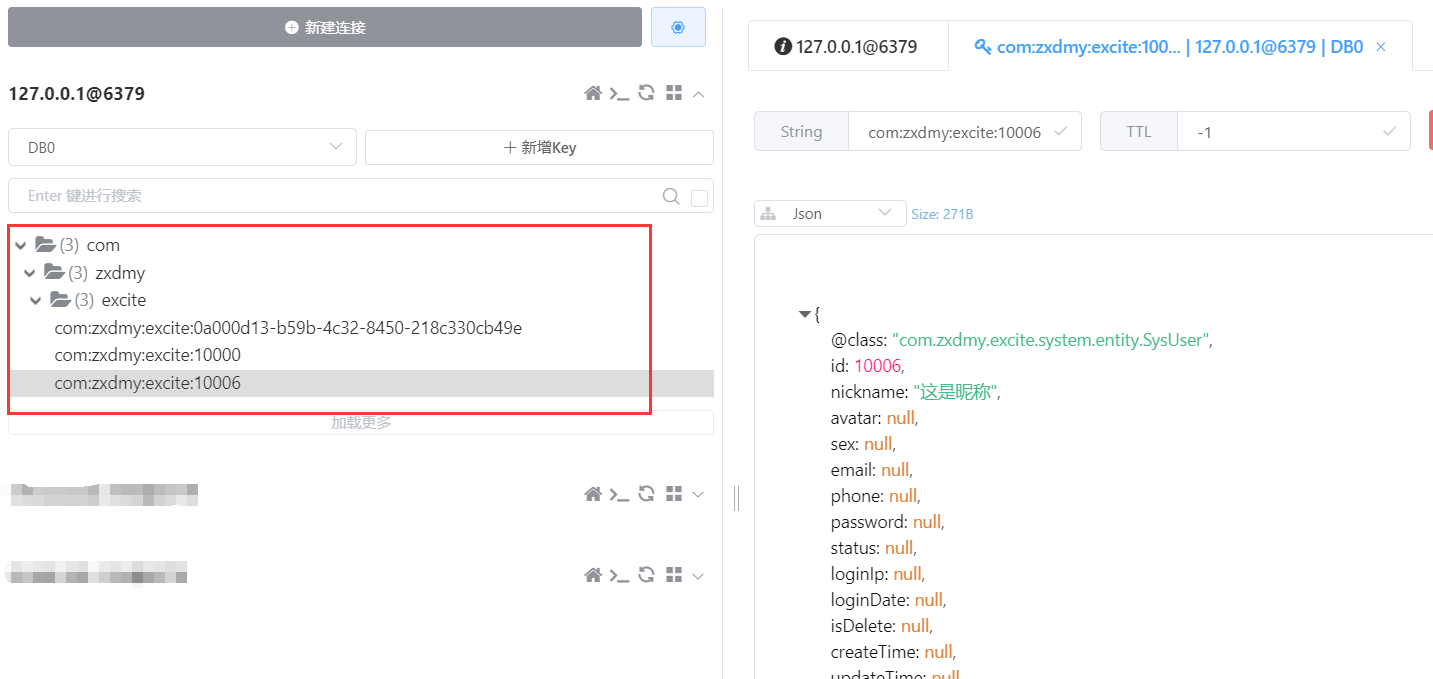 新建连接
127.0.0.1@6379
DB0
新增Key
Enter 键进行搜索
(3) com
(3) zxdmy
(3) excite
com:zxdmy:excite:0a000d13-b59b-4c32-8450-218c330cb49e
com:zxdmy:excite:10000
com:zxdmy:excite:10006
加载更多
127.0.0.1@6379
com:zxdmy:excite:100... | 127.0.0.1@6379 | DB0
String
com:zxdmy:excite:10006
TTL
-1
Json
Size: 271B
{
@class: "com.zxdmy.excite.system.entity.SysUser",
id: 10006,
nickname: "这是昵称",
avatar: null,
sex: null,
email: null,
phone: null,
password: null,
status: null,
loginIp: null,
loginDate: null,
isDelete: null,
createTime: null,
updateTime: null